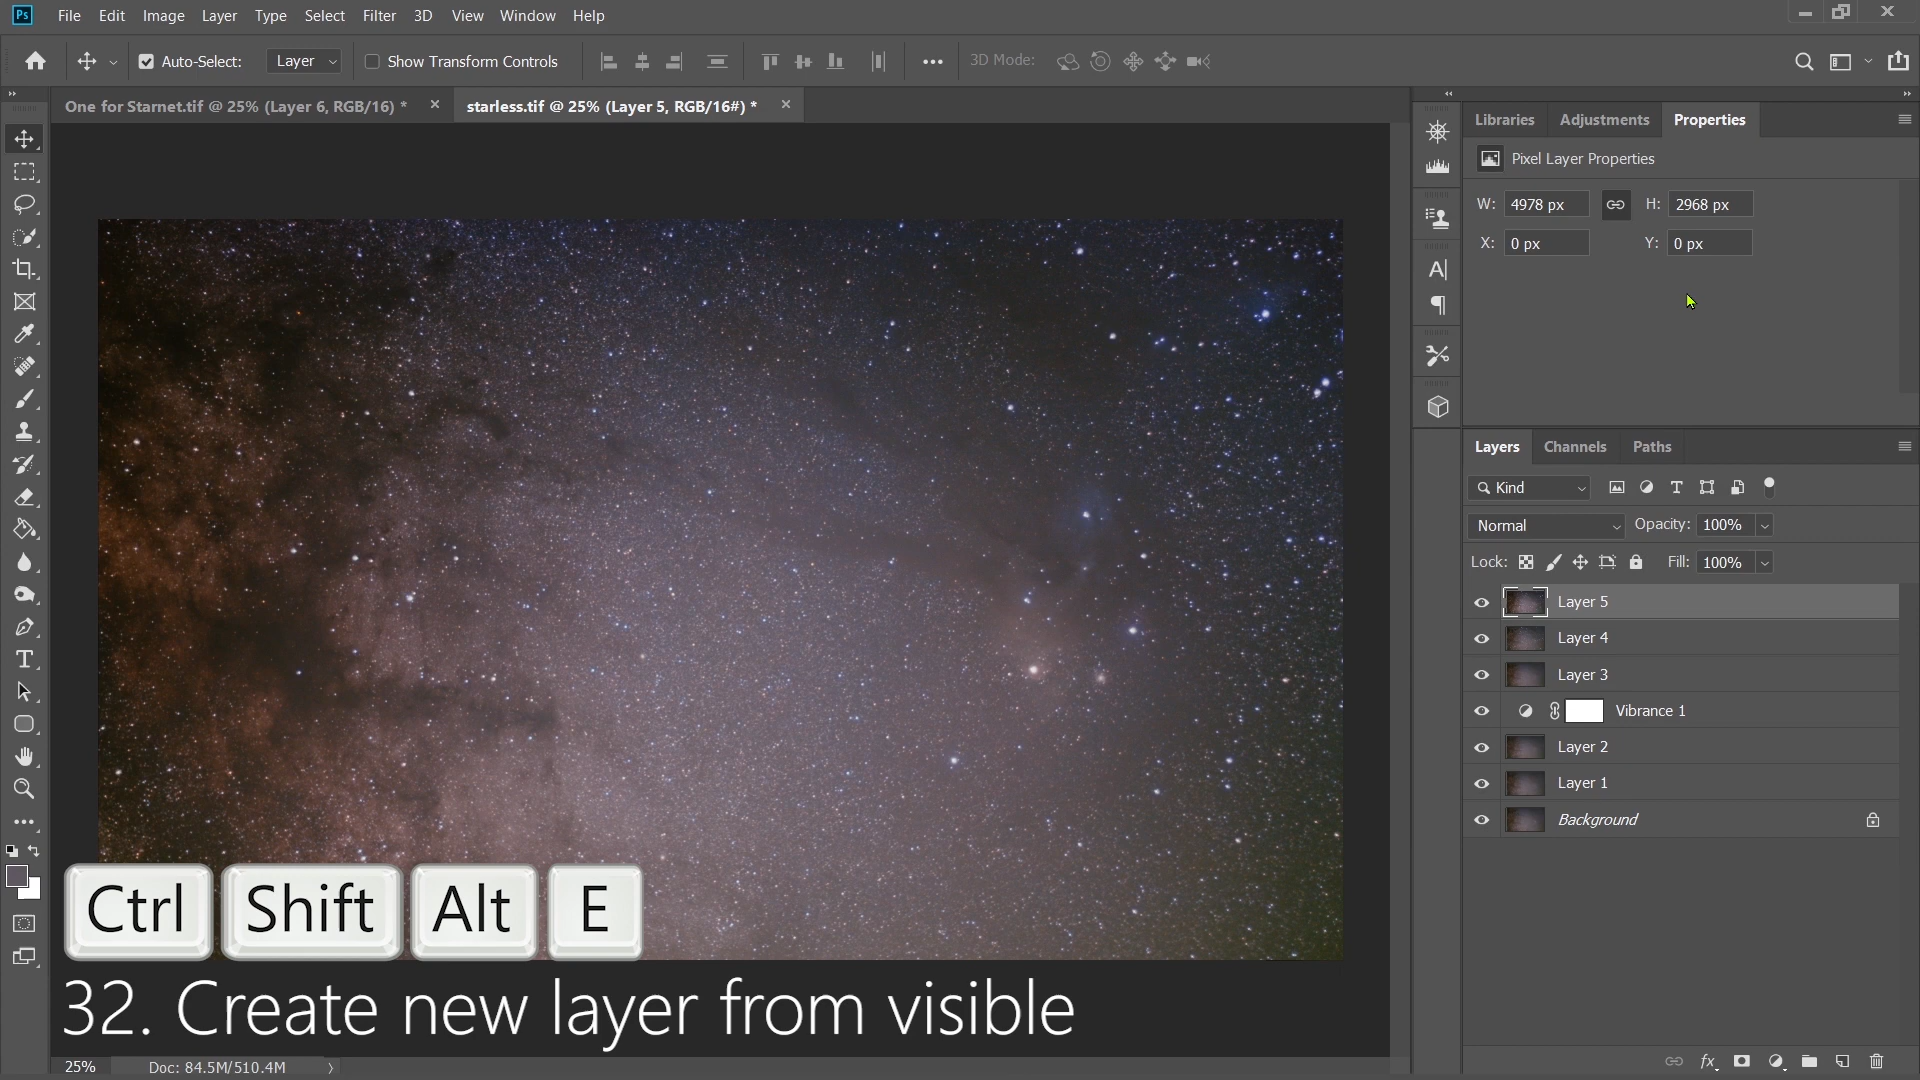 Ps File Edit Image Layer Type Select Filter 3D View Window Help
Auto-Select: Layer Show Transform Controls 3D Mode:
One for Starnet.tif @ 25% (Layer 6, RGB/16) * starless.tif @ 25% (Layer 5, RGB/16#) *
Libraries Adjustments Properties
Pixel Layer Properties
W: 4978 px H: 2968 px
X: 0 px Y: 0 px
Layers Channels Paths
Kind
Normal Opacity: 100%
Lock: Fill: 100%
Layer 5
Layer 4
Layer 3
Vibrance 1
Layer 2
Layer 1
Background
Ctrl Shift Alt E
32. Create new layer from visible
25% Doc: 84.5M/510.4M